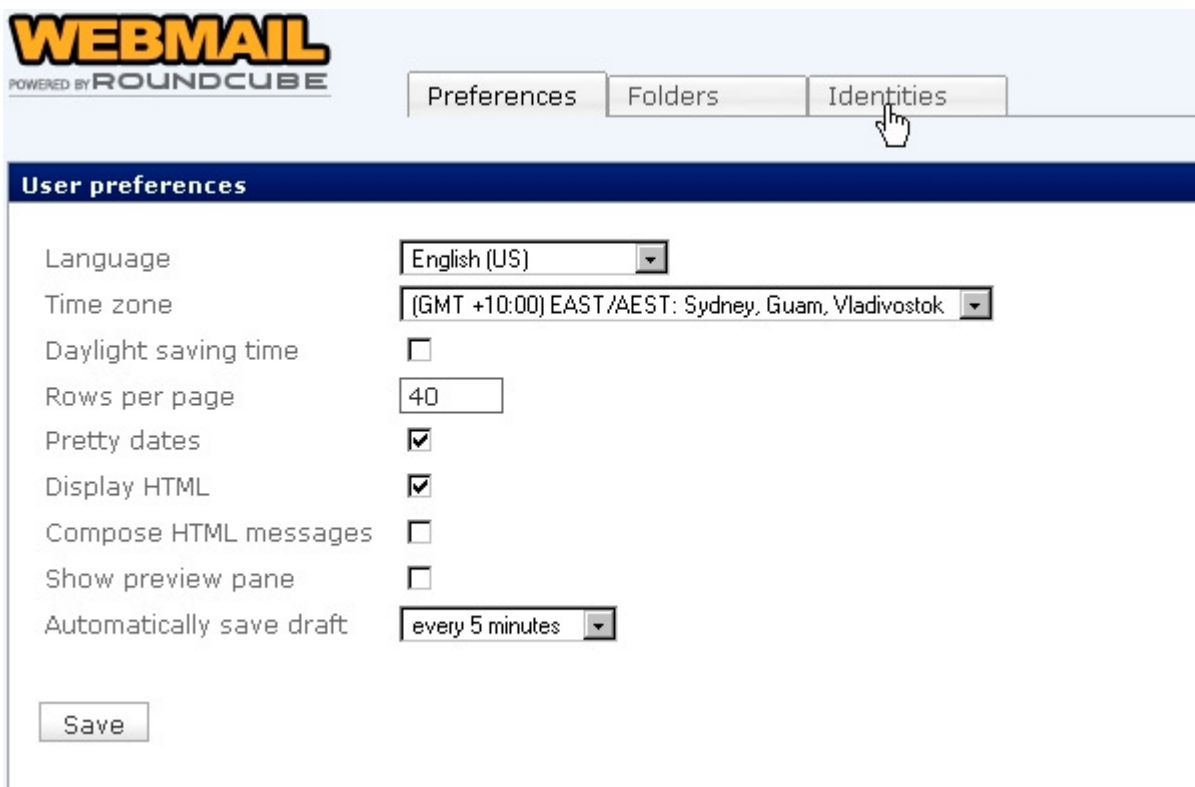 WEBMAIL
POWERED BY ROUNDCUBE
Preferences Folders Identities
User preferences
Language English (US)
Time zone (GMT +10:00) EAST/AEST: Sydney, Guam, Vladivostok
Daylight saving time
Rows per page 40
Pretty dates
Display HTML
Compose HTML messages
Show preview pane
Automatically save draft every 5 minutes
Save